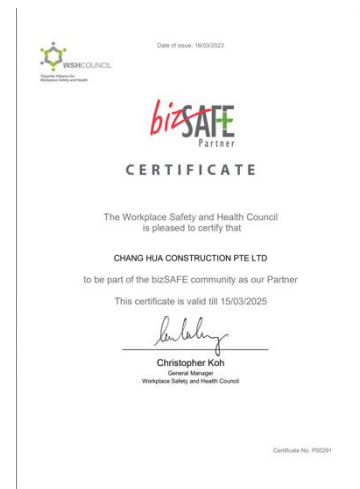 Date of issue: 16/03/2023
WSHCOUNCIL
Tripartite Alliance for
Workplace Safety and Health
bizSAFE
Partner
CERTIFICATE
The Workplace Safety and Health Council
is pleased to certify that
CHANG HUA CONSTRUCTION PTE LTD
to be part of the bizSAFE community as our Partner
This certificate is valid till 15/03/2025
Christopher Koh
General Manager
Workplace Safety and Health Council
Certificate No. P00291